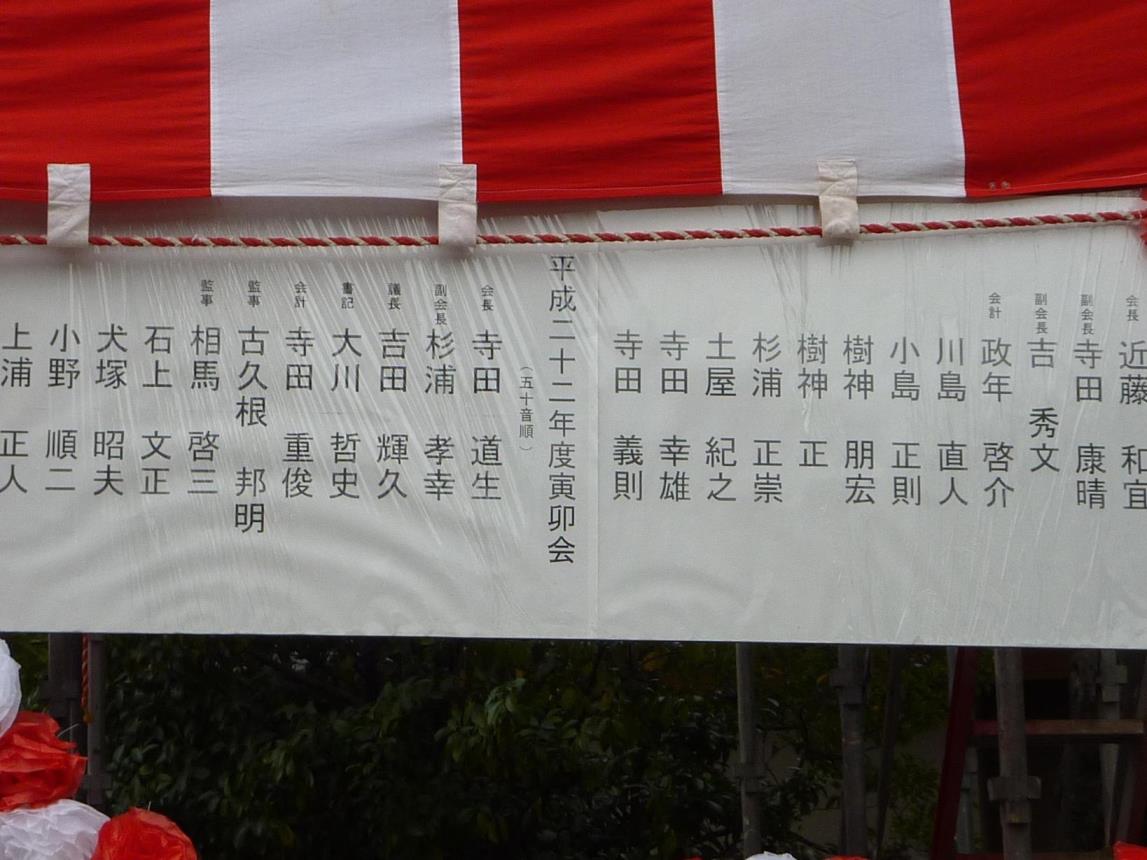 会長 近藤 和宜
副会長 寺田 康晴
副会長 吉 秀文
会計 政年 啓介
川島 直人
小島 正則
樹神 朋宏
樹神 正
杉浦 正崇
土屋 紀之
寺田 幸雄
寺田 義則
平成二十二年度寅卯会
（五十音順）
会長 寺田 道生
副会長 杉浦 孝幸
議長 吉田 輝久
書記 大川 哲史
会計 寺田 重俊
監事 古久根 邦明
監事 相馬 啓三
石上 文正
犬塚 昭夫
小野 順二
上浦 正人